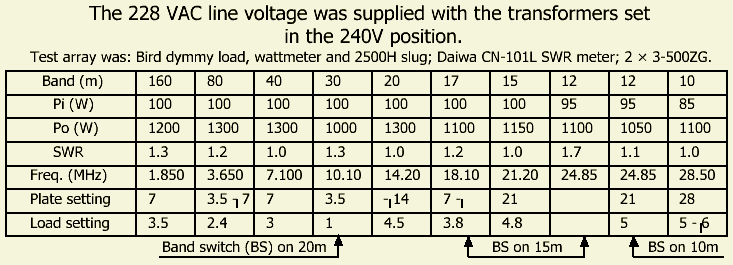 The 228 VAC line voltage was supplied with the transformers set
in the 240V position.
Test array was: Bird dymmy load, wattmeter and 2500H slug; Daiwa CN-101L SWR meter; 2 × 3-500ZG.
Band (m) 160 80 40 30 20 17 15 12 12 10
Pi (W) 100 100 100 100 100 100 100 95 95 85
Po (W) 1200 1300 1300 1000 1300 1100 1150 1100 1050 1100
SWR 1.3 1.2 1.0 1.3 1.0 1.2 1.0 1.7 1.1 1.0
Freq. (MHz) 1.850 3.650 7.100 10.10 14.20 18.10 21.20 24.85 24.85 28.50
Plate setting 7 3.5 ┐7 7 3.5 -┐14 7 -┐ 21 21 28
Load setting 3.5 2.4 3 1 4.5 3.8 4.8 5 5 -┌6
Band switch (BS) on 20m BS on 15m BS on 10m